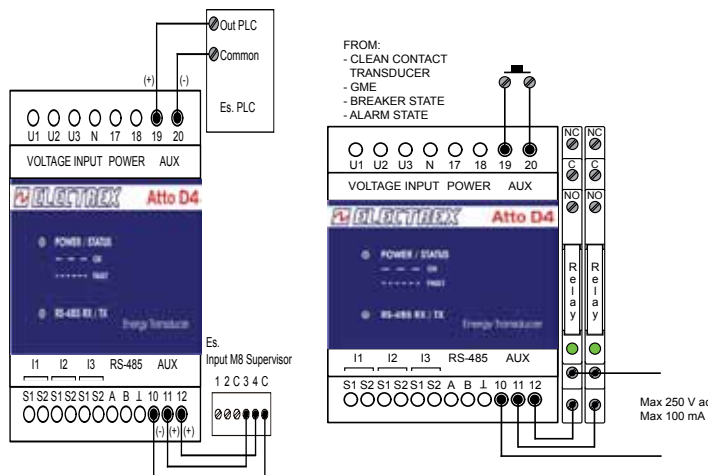 Out PLC
Common
(+) (-)
Es. PLC
U1 U2 U3 N 17 18 19 20
VOLTAGE INPUT POWER AUX
ELECTREX Atto D4
POWER / STATUS
ON
FAULT
RS-485 RX / TX
Energy Transducer
I1 I2 I3 RS-485 AUX
S1 S2 S1 S2 S1 S2 A B ⊥ 10 11 12
(-) (+) (+)
Es.
Input M8 Supervisor
1 2 C 3 4 C
FROM:
- CLEAN CONTACT
TRANSDUCER
- GME
- BREAKER STATE
- ALARM STATE
U1 U2 U3 N 17 18 19 20
VOLTAGE INPUT POWER AUX
ELECTREX Atto D4
POWER / STATUS
ON
FAULT
RS-485 RX / TX
Energy Transducer
I1 I2 I3 RS-485 AUX
S1 S2 S1 S2 S1 S2 A B ⊥ 10 11 12
NC NC
C C
NO NO
Relay Relay
Max 250 V ac
Max 100 mA